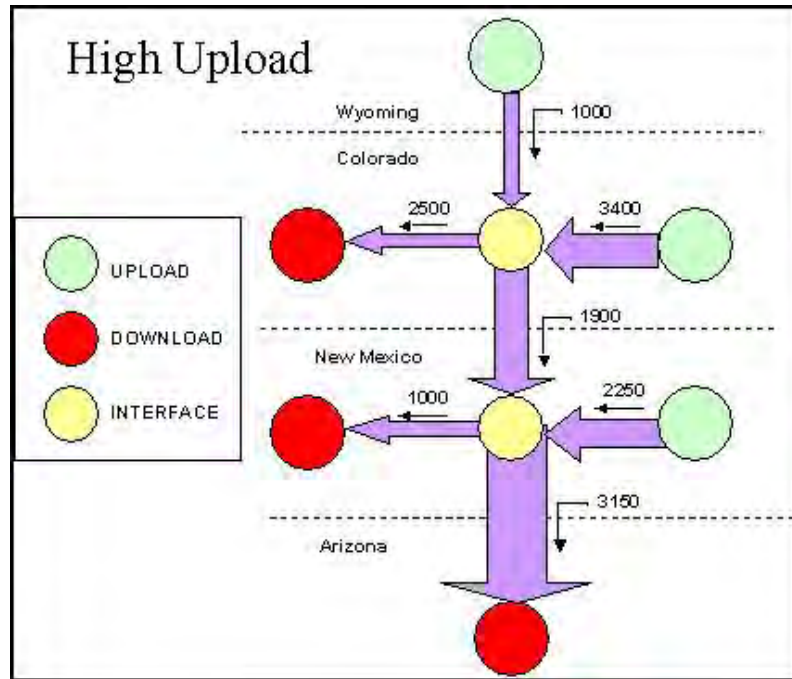 High Upload
Wyoming
1000
Colorado
2500
3400
UPLOAD
DOWNLOAD
INTERFACE
1900
New Mexico
1000
2250
3150
Arizona